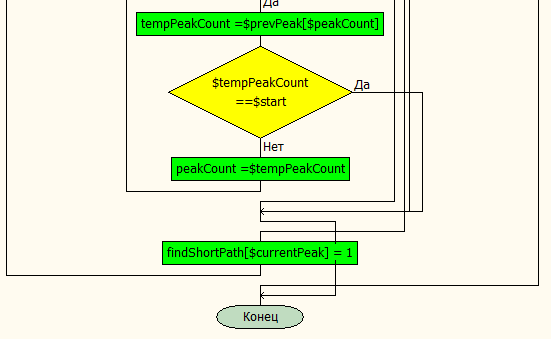 Да
tempPeakCount =$prevPeak[$peakCount]
$tempPeakCount
==$start
Да
Нет
peakCount =$tempPeakCount
findShortPath[$currentPeak] = 1
Конец